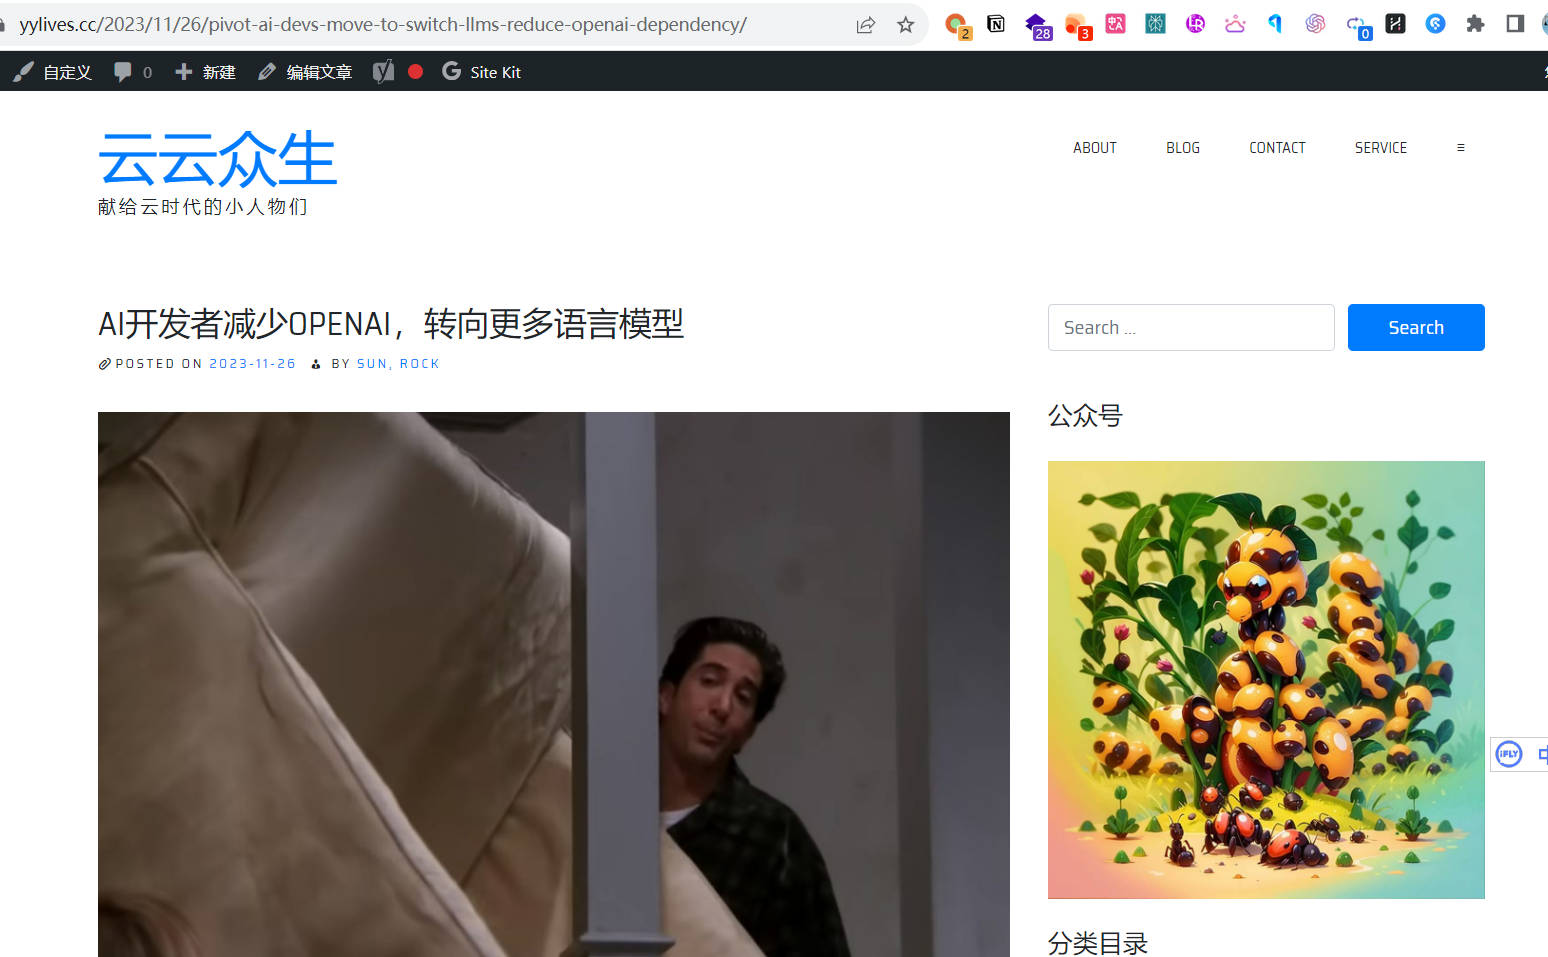 yylives.cc/2023/11/26/pivot-ai-devs-move-to-switch-llms-reduce-openai-dependency/
2
28
3
0
自定义 0 新建 编辑文章 Site Kit
云云众生
献给云时代的小人物们
ABOUT BLOG CONTACT SERVICE
AI开发者减少OPENAI，转向更多语言模型
POSTED ON 2023-11-26 BY SUN, ROCK
Search ...
Search
公众号
iFLY
分类目录